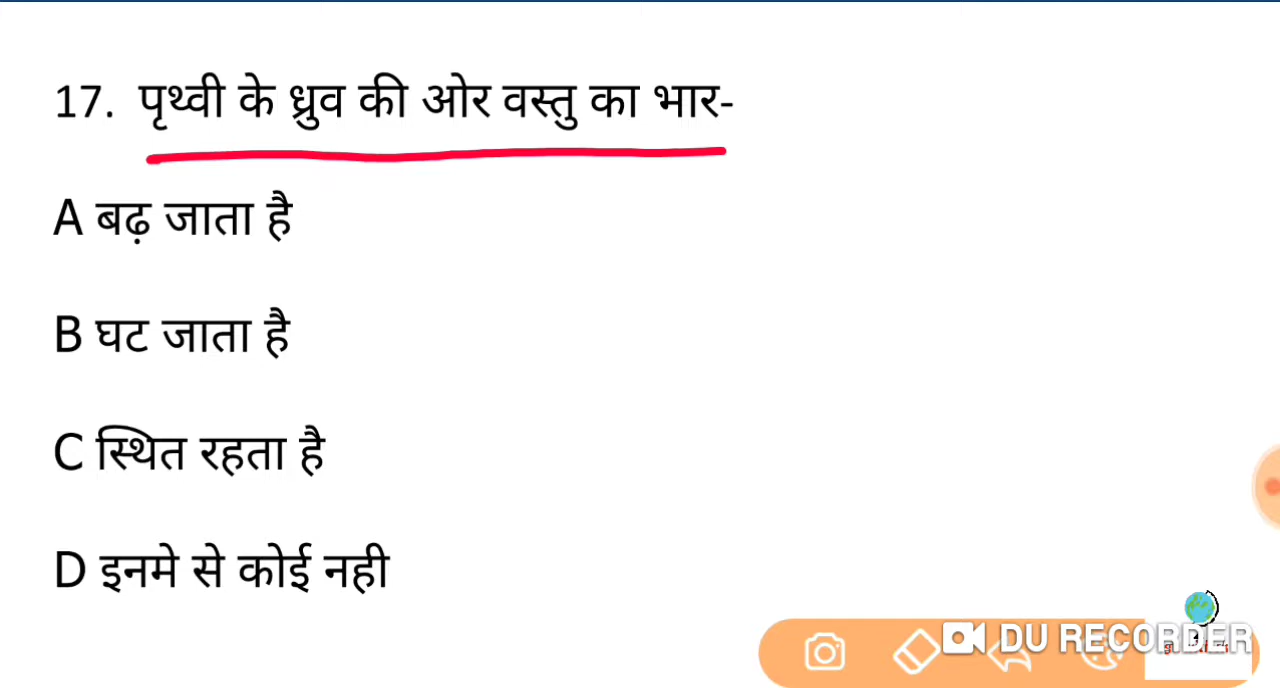 17. पृथ्वी के ध्रुव की ओर वस्तु का भार-
A बढ़ जाता है
B घट जाता है
C स्थित रहता है
D इनमे से कोई नही
DU RECORDER